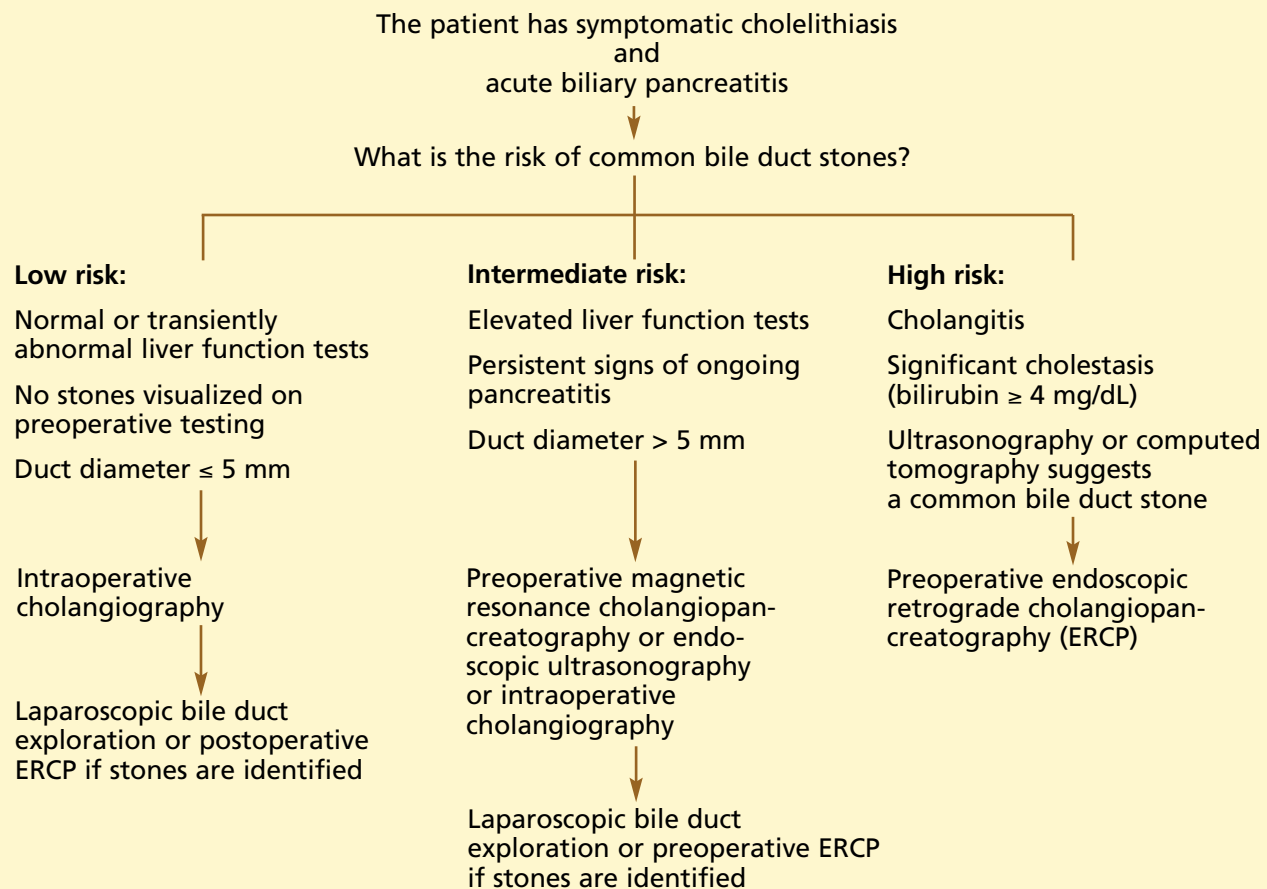 The patient has symptomatic cholelithiasis
and
acute biliary pancreatitis
What is the risk of common bile duct stones?
Low risk:
Normal or transiently
abnormal liver function tests
No stones visualized on
preoperative testing
Duct diameter ≤ 5 mm
Intraoperative
cholangiography
Laparoscopic bile duct
exploration or postoperative
ERCP if stones are identified
Intermediate risk:
Elevated liver function tests
Persistent signs of ongoing
pancreatitis
Duct diameter > 5 mm
Preoperative magnetic
resonance cholangiopan-
creatography or endo-
scopic ultrasonography
or intraoperative
cholangiography
Laparoscopic bile duct
exploration or preoperative ERCP
if stones are identified
High risk:
Cholangitis
Significant cholestasis
(bilirubin ≥ 4 mg/dL)
Ultrasonography or computed
tomography suggests
a common bile duct stone
Preoperative endoscopic
retrograde cholangiopan-
creatography (ERCP)